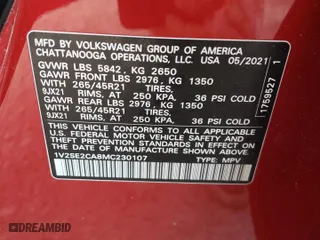 MFD BY VOLKSWAGEN GROUP OF AMERICA
CHATTANOOGA OPERATIONS, LLC. USA 05/2021
GVWR LBS 5842, KG 2650
GAWR FRONT LBS 2976, KG 1350
WITH 265/45R21 TIRES,
9JX21 RIMS, AT 250 KPA. 36 PSI COLD
GAWR REAR LBS 2976, KG 1350
WITH 265/45R21 TIRES,
9JX21 RIMS, AT 250 KPA. 36 PSI COLD
THIS VEHICLE CONFORMS TO ALL APPLICABLE
U.S. FEDERAL MOTOR VEHICLE SAFETY AND
THEFT PREVENTION STANDARDS IN EFFECT ON
THE DATE OF MANUFACTURE SHOWN ABOVE
1V2SE2CA8MC230107 TYPE: MPV
1759527 1